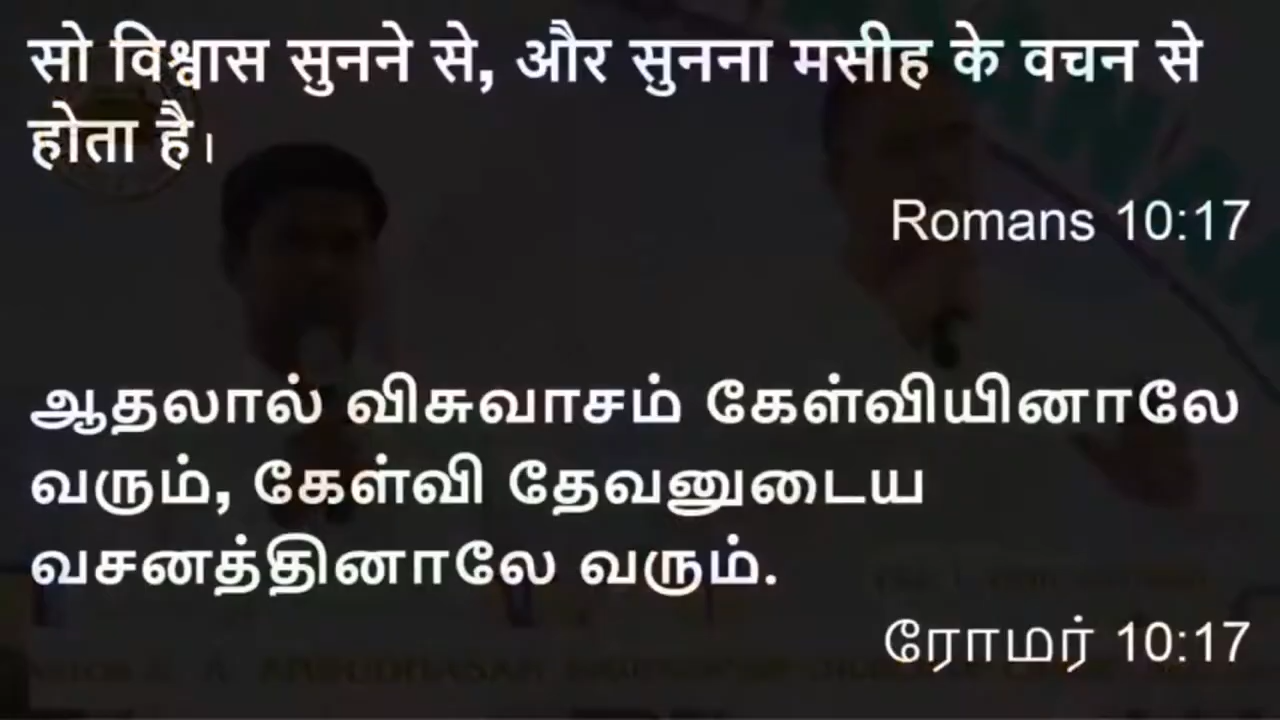 सो विश्वास सुनने से, और सुनना मसीह के वचन से
होता है।
Romans 10:17
ஆதலால் விசுவாசம் கேள்வியினாலே
வரும், கேள்வி தேவனுடைய
வசனத்தினாலே வரும்.
ரோமர் 10:17